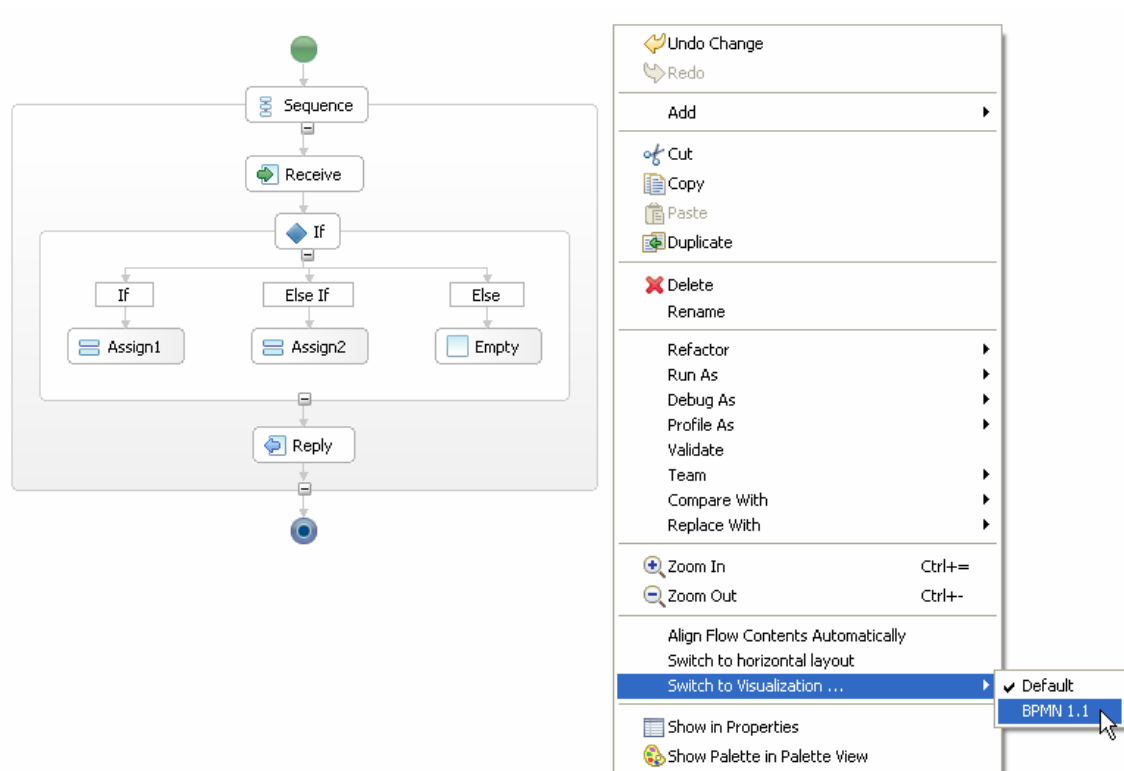 Sequence
Receive
If
If
Else If
Else
Assign1
Assign2
Empty
Reply
Undo Change
Redo
Add
Cut
Copy
Paste
Duplicate
Delete
Rename
Refactor
Run As
Debug As
Profile As
Validate
Team
Compare With
Replace With
Zoom In Ctrl+=
Zoom Out Ctrl+-
Align Flow Contents Automatically
Switch to horizontal layout
Switch to Visualization ...
Default
BPMN 1.1
Show in Properties
Show Palette in Palette View